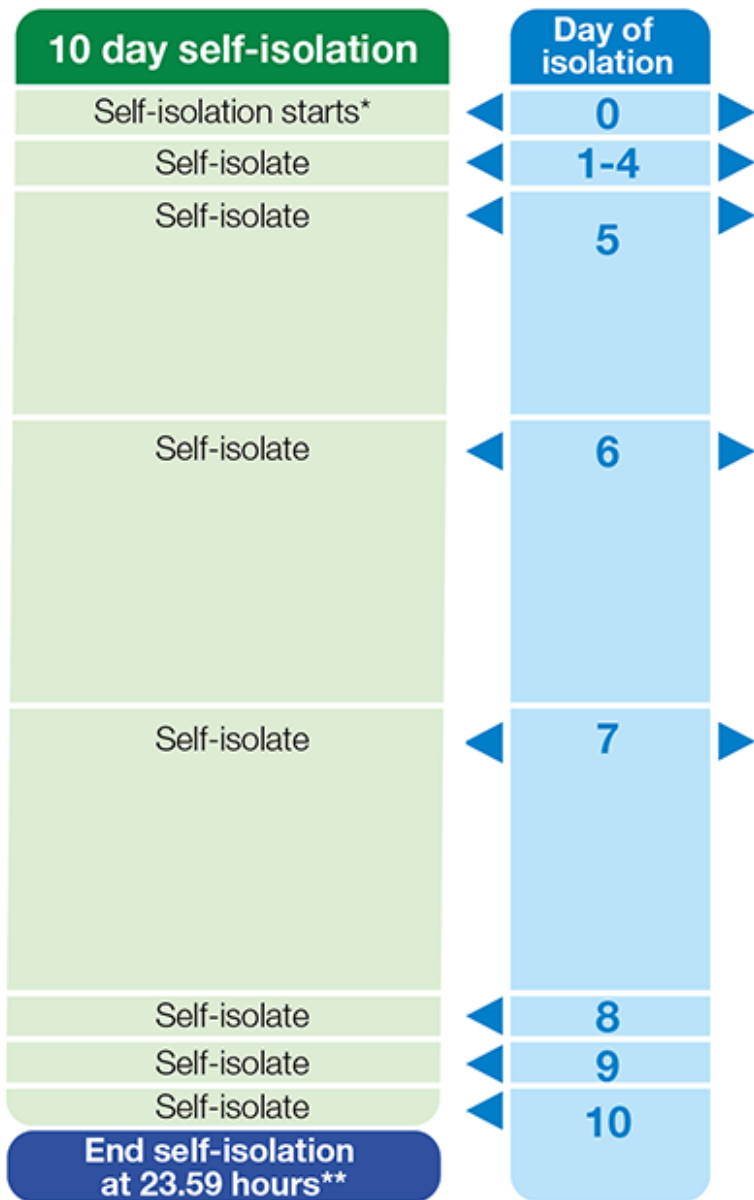 10 day self-isolation
Day of
isolation
Self-isolation starts*
0
Self-isolate
1-4
Self-isolate
5
Self-isolate
6
Self-isolate
7
Self-isolate
8
Self-isolate
9
Self-isolate
10
End self-isolation
at 23.59 hours**